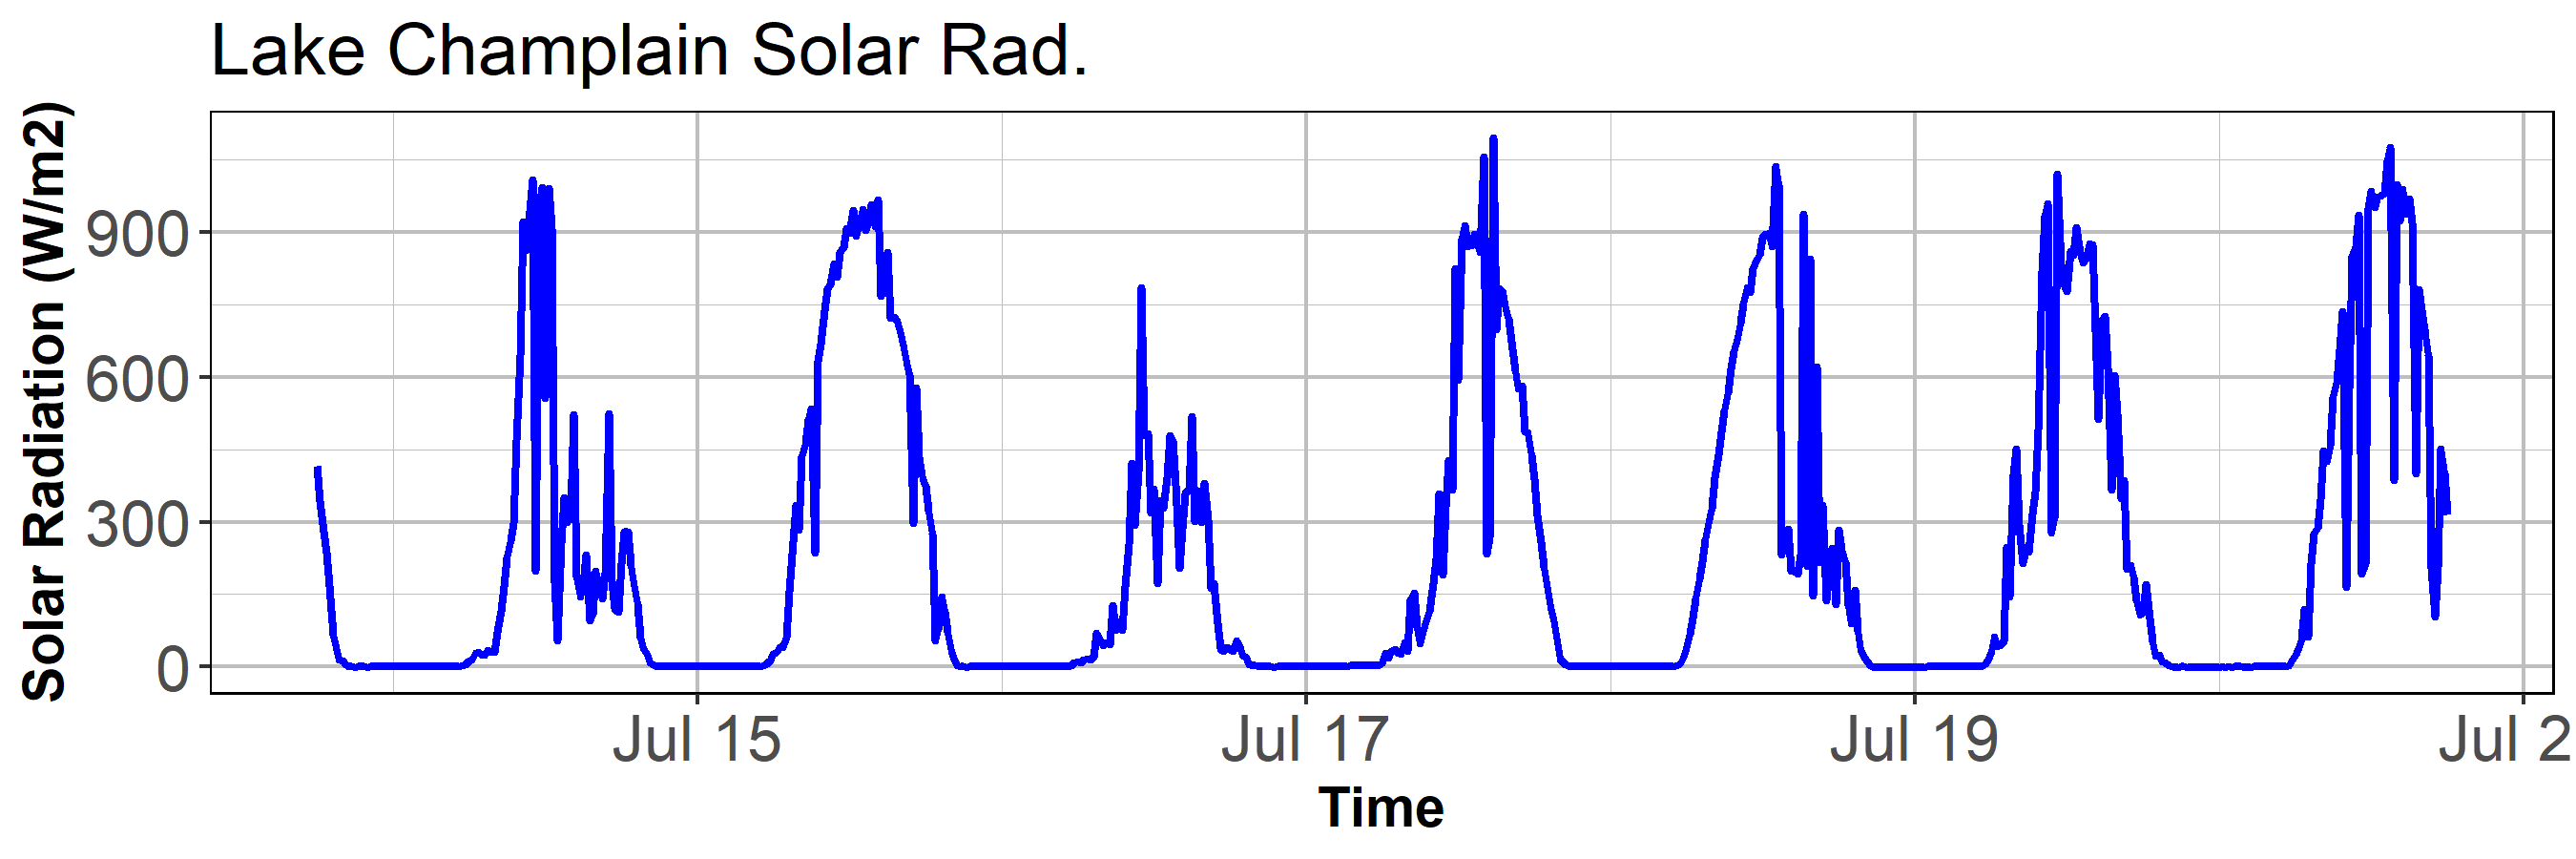 Lake Champlain Solar Rad.
Solar Radiation (W/m2)
900
600
300
0
Jul 15 Jul 17 Jul 19 Jul 2
Time